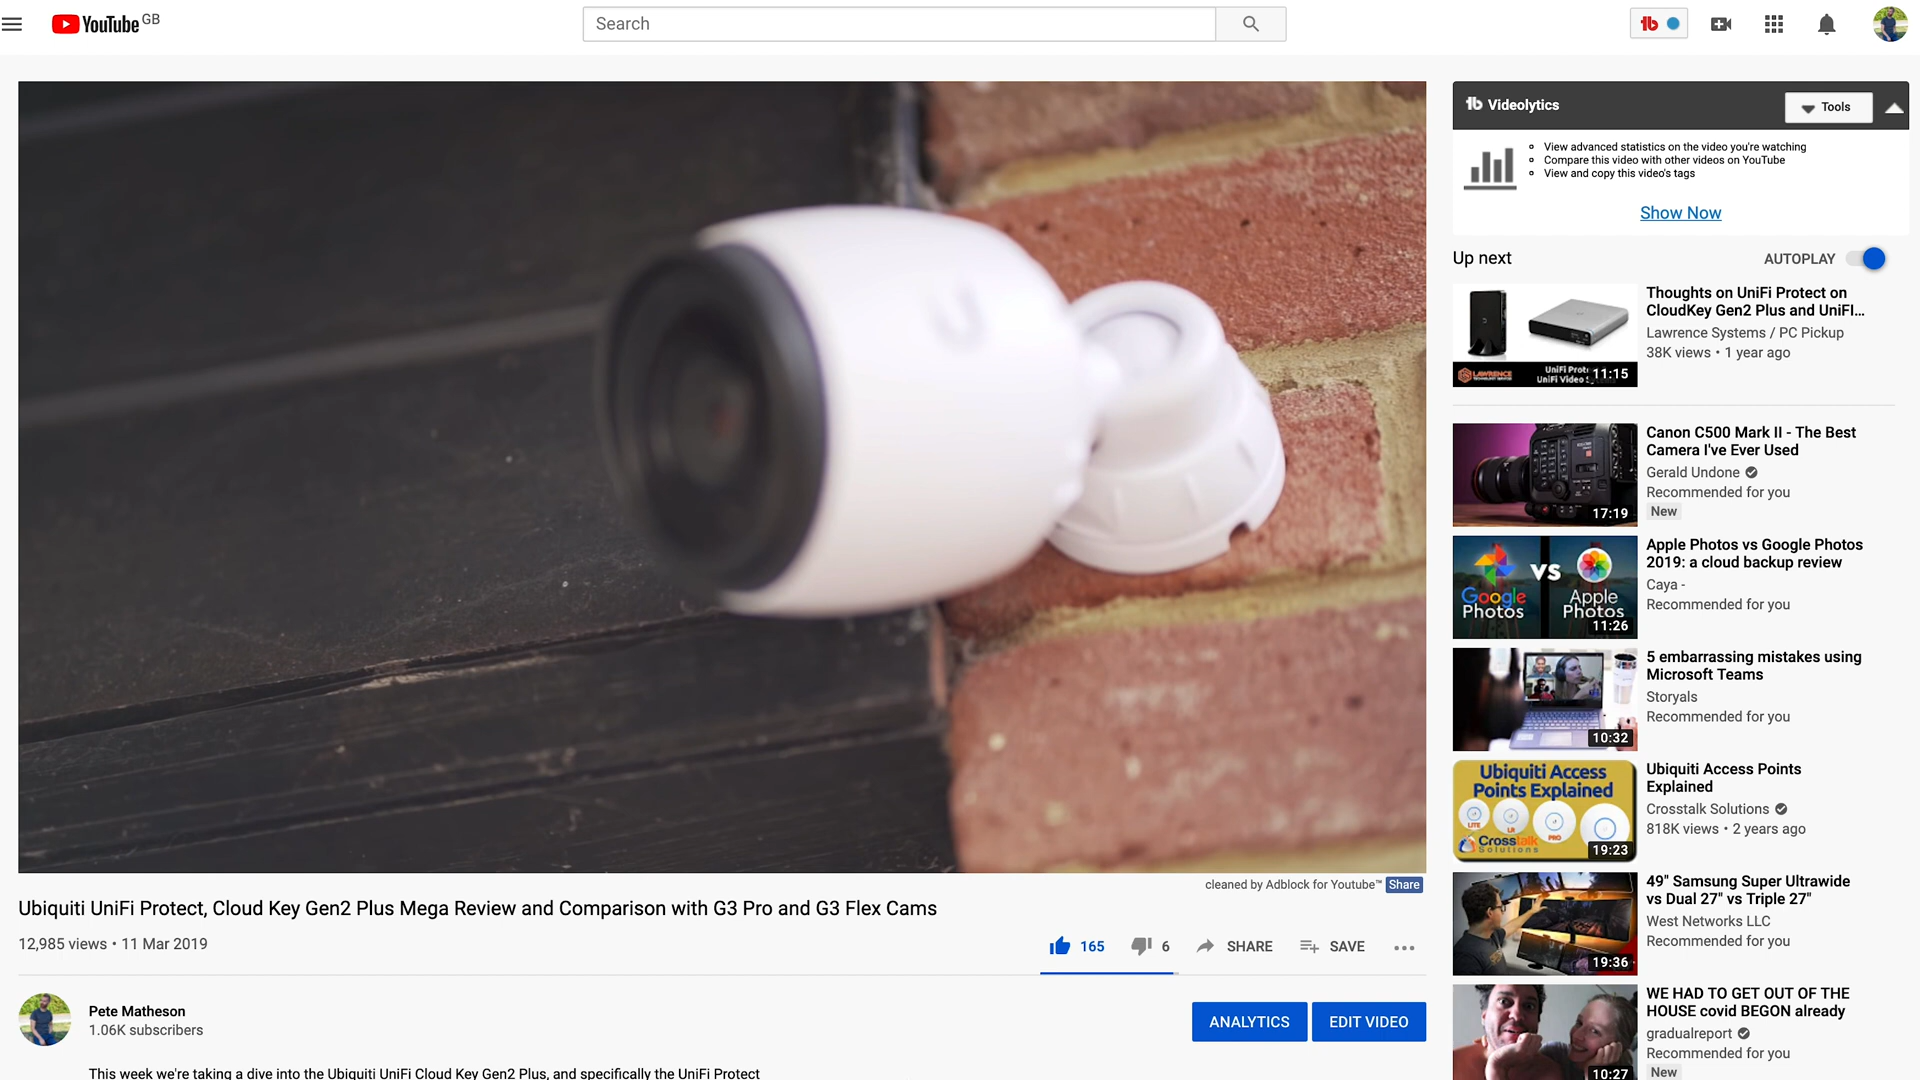 YouTube GB
Search
tb
tb Videolytics
Tools
View advanced statistics on the video you're watching
Compare this video with other videos on YouTube
View and copy this video's tags
Show Now
Up next
AUTOPLAY
LAWRENCE
UniFi Video
11:15
Thoughts on UniFi Protect on
CloudKey Gen2 Plus and UniFI...
Lawrence Systems / PC Pickup
38K views • 1 year ago
17:19
Canon C500 Mark II - The Best
Camera I've Ever Used
Gerald Undone
Recommended for you
New
VS
Google Photos
Apple Photos
11:26
Apple Photos vs Google Photos
2019: a cloud backup review
Caya -
Recommended for you
10:32
5 embarrassing mistakes using
Microsoft Teams
Storyals
Recommended for you
Ubiquiti Access
Points Explained
LITE
LR
PRO
Crosstalk
Solutions
19:23
Ubiquiti Access Points
Explained
Crosstalk Solutions
818K views • 2 years ago
19:36
49" Samsung Super Ultrawide
vs Dual 27" vs Triple 27"
West Networks LLC
Recommended for you
10:27
WE HAD TO GET OUT OF THE
HOUSE covid BEGON already
gradualreport
Recommended for you
New
cleaned by Adblock for Youtube™ Share
Ubiquiti UniFi Protect, Cloud Key Gen2 Plus Mega Review and Comparison with G3 Pro and G3 Flex Cams
12,985 views • 11 Mar 2019
165
6
SHARE
SAVE
Pete Matheson
1.06K subscribers
ANALYTICS
EDIT VIDEO
This week we're taking a dive into the Ubiquiti UniFi Cloud Key Gen2 Plus, and specifically the UniFi Protect